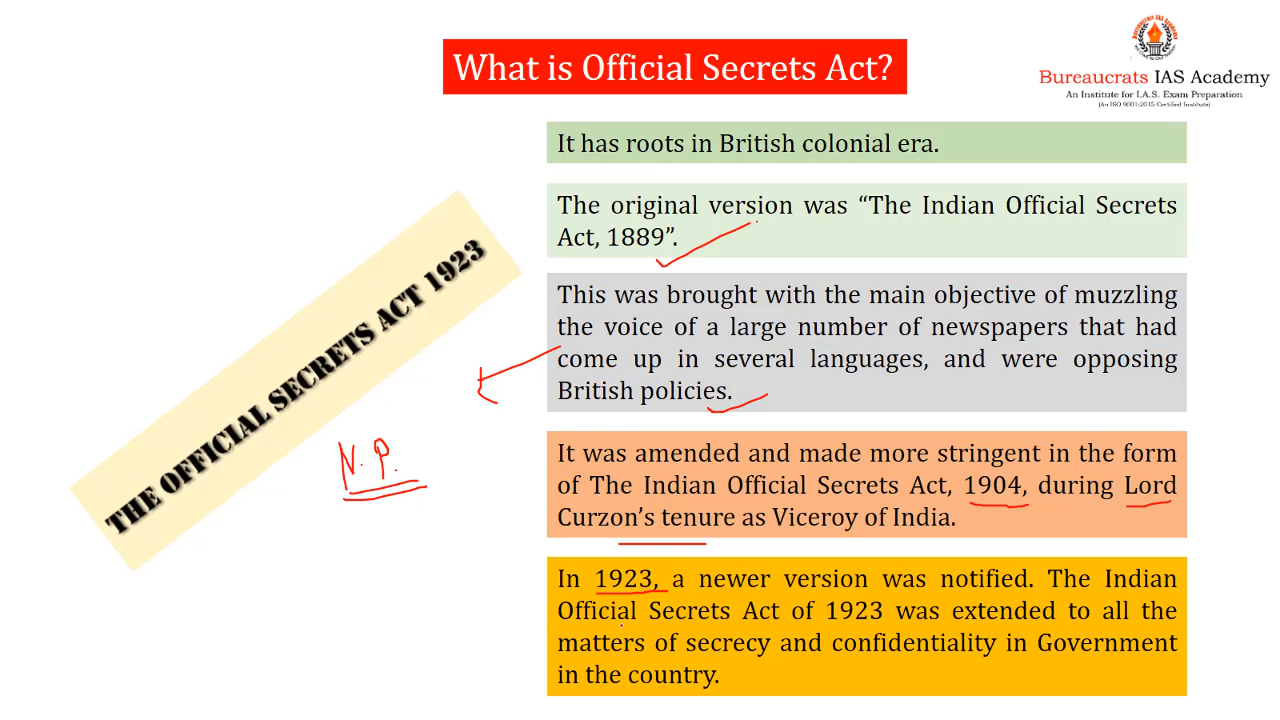 What is Official Secrets Act?
Bureaucrats IAS Academy
An Institute for I.A.S. Exam Preparation
(An ISO 9001:2015 Certified Institute)
It has roots in British colonial era.
The original version was “The Indian Official Secrets
Act, 1889”.
This was brought with the main objective of muzzling
the voice of a large number of newspapers that had
come up in several languages, and were opposing
British policies.
It was amended and made more stringent in the form
of The Indian Official Secrets Act, 1904, during Lord
Curzon’s tenure as Viceroy of India.
In 1923, a newer version was notified. The Indian
Official Secrets Act of 1923 was extended to all the
matters of secrecy and confidentiality in Government
in the country.
THE OFFICIAL SECRETS ACT 1923
N.P.